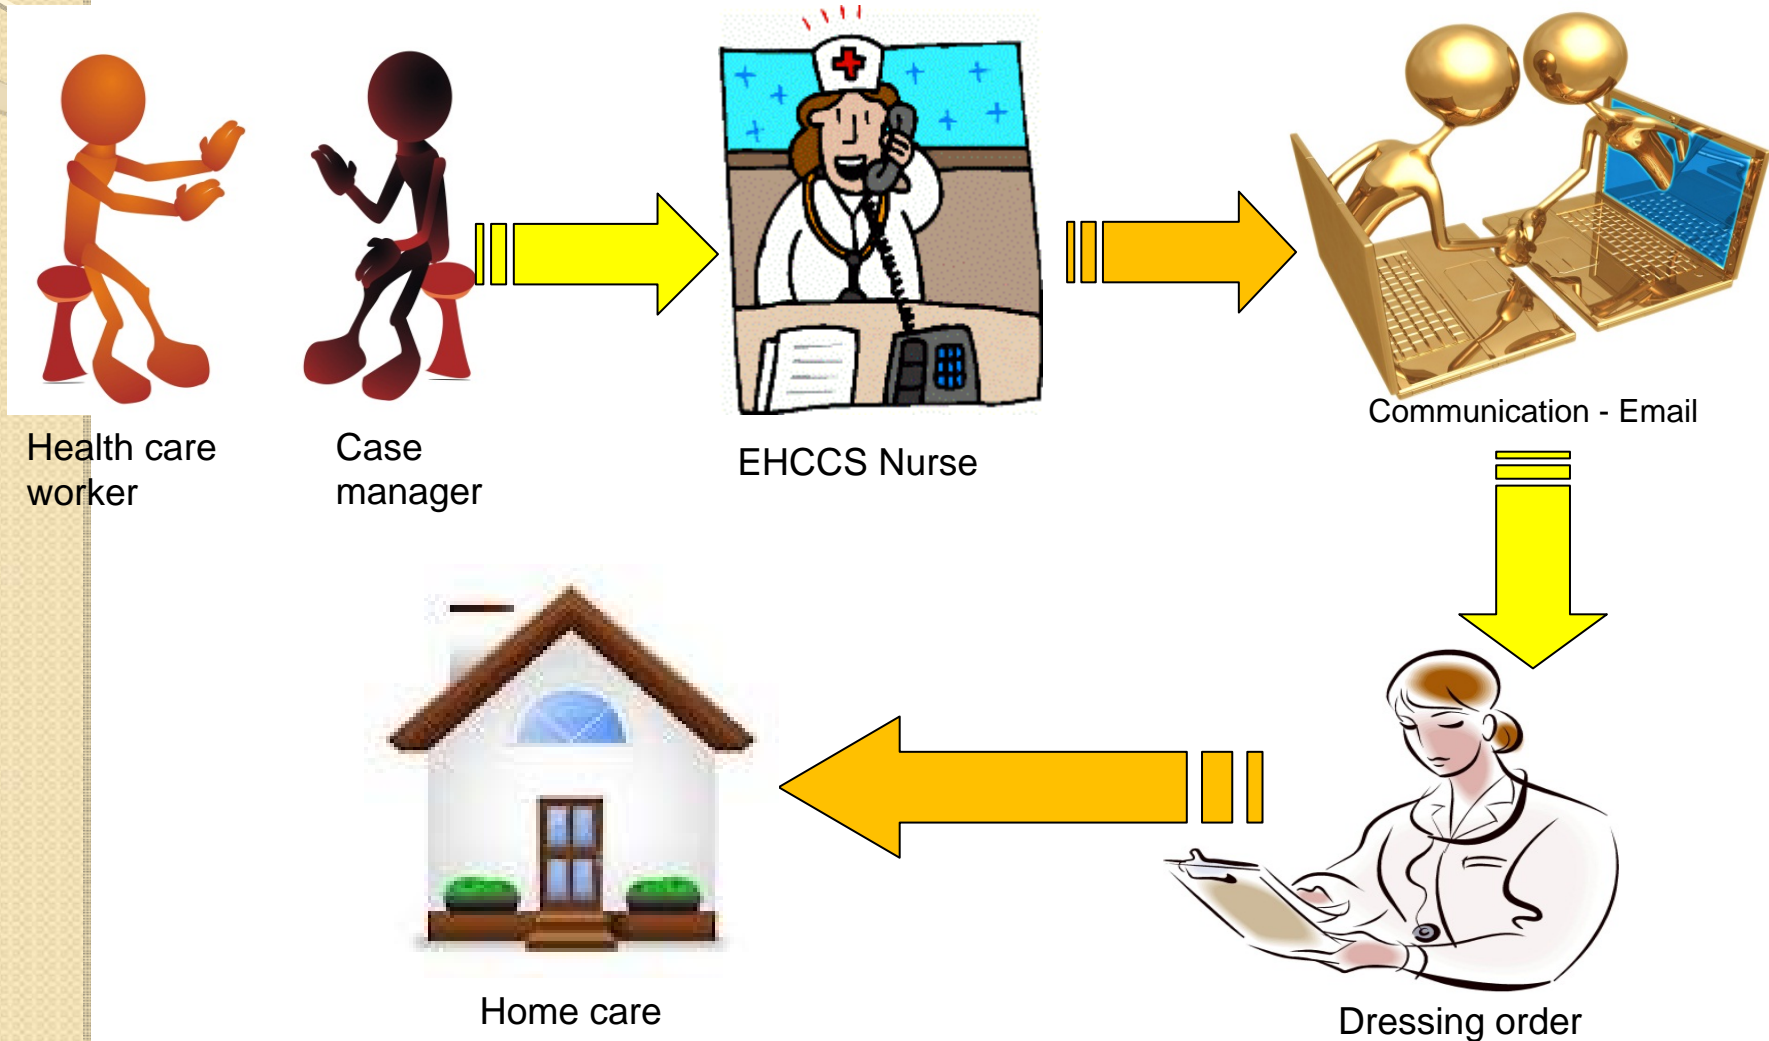 Health care
worker
Case
manager
EHCCS Nurse
Communication - Email
Home care
Dressing order